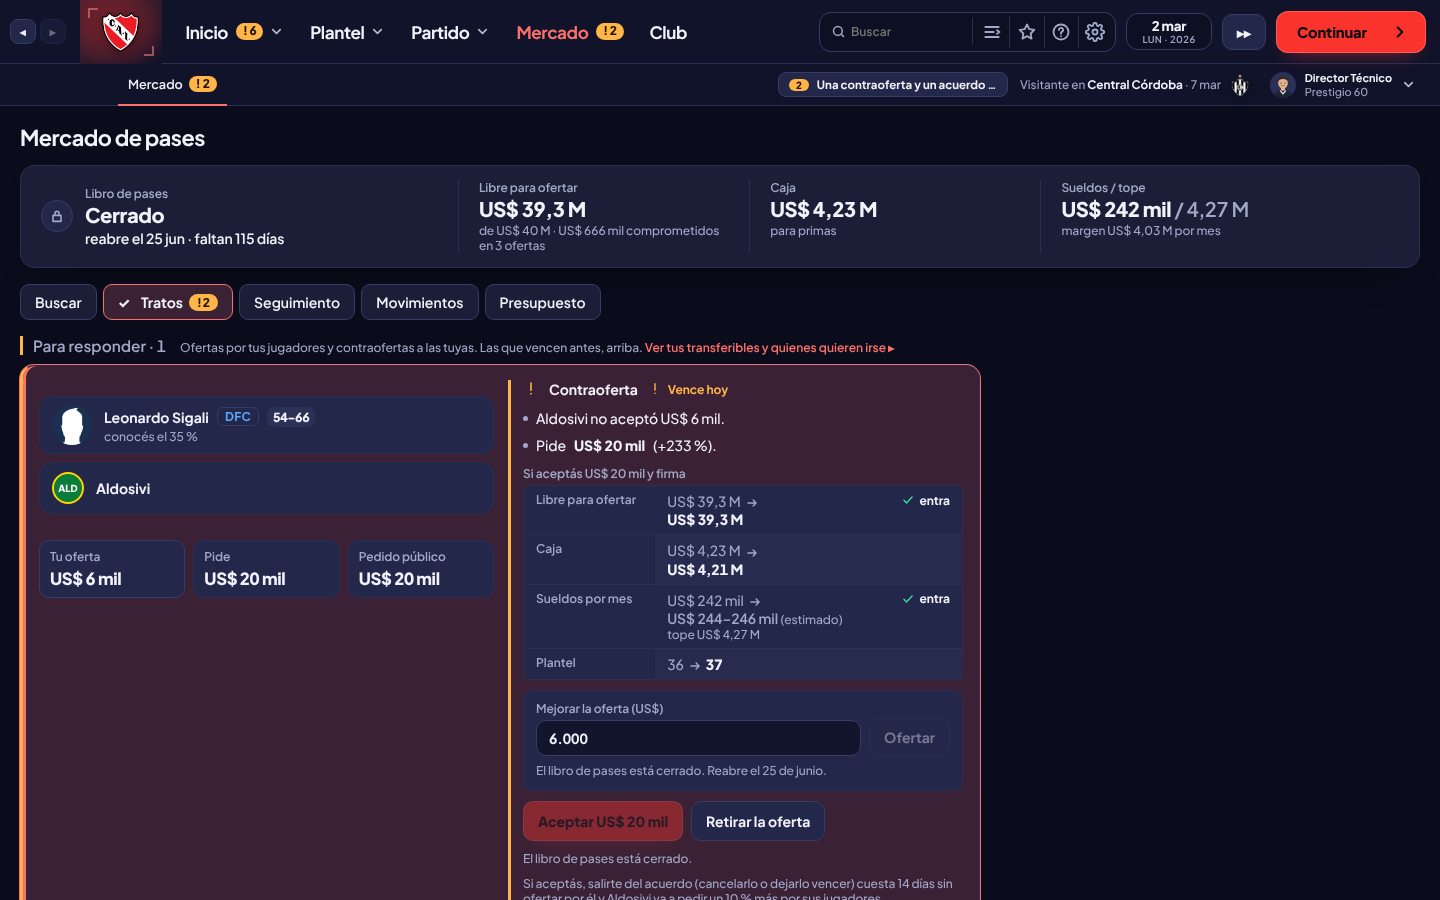 Inicio ! 6
Plantel
Partido
Mercado ! 2
Club
Buscar
2 mar
LUN · 2026
Continuar
Mercado ! 2
2 Una contraoferta y un acuerdo ...
Visitante en Central Córdoba · 7 mar
Director Técnico
Prestigio 60
Mercado de pases
Libro de pases
Cerrado
reabre el 25 jun · faltan 115 días
Libre para ofertar
US$ 39,3 M
de US$ 40 M · US$ 666 mil comprometidos
en 3 ofertas
Caja
US$ 4,23 M
para primas
Sueldos / tope
US$ 242 mil / 4,27 M
margen US$ 4,03 M por mes
Buscar
✓ Tratos ! 2
Seguimiento
Movimientos
Presupuesto
Para responder · 1
Ofertas por tus jugadores y contraofertas a las tuyas. Las que vencen antes, arriba. Ver tus transferibles y quienes quieren irse ▸
Leonardo Sigali DFC 54–66
conocés el 35 %
ALD Aldosivi
Tu oferta
US$ 6 mil
Pide
US$ 20 mil
Pedido público
US$ 20 mil
! Contraoferta ! Vence hoy
• Aldosivi no aceptó US$ 6 mil.
• Pide US$ 20 mil (+233 %).
Si aceptás US$ 20 mil y firma
Libre para ofertar US$ 39,3 M → ✓ entra
US$ 39,3 M
Caja US$ 4,23 M →
US$ 4,21 M
Sueldos por mes US$ 242 mil → ✓ entra
US$ 244–246 mil (estimado)
tope US$ 4,27 M
Plantel 36 → 37
Mejorar la oferta (US$)
6.000
Ofertar
El libro de pases está cerrado. Reabre el 25 de junio.
Aceptar US$ 20 mil
Retirar la oferta
El libro de pases está cerrado.
Si aceptás, salirte del acuerdo (cancelarlo o dejarlo vencer) cuesta 14 días sin
ofertar por él y Aldosivi va a pedir un 10 % más por sus jugadores.